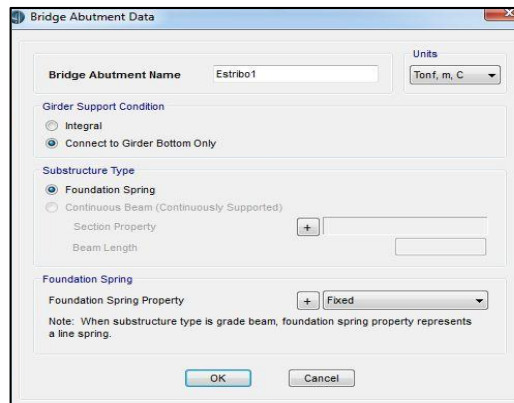 Bridge Abutment Data
Units
Bridge Abutment Name Estribo1 Tonf, m, C
Girder Support Condition
Integral
Connect to Girder Bottom Only
Substructure Type
Foundation Spring
Continuous Beam (Continuously Supported)
Section Property +
Beam Length
Foundation Spring
Foundation Spring Property + Fixed
Note: When substructure type is grade beam, foundation spring property represents
a line spring.
OK Cancel